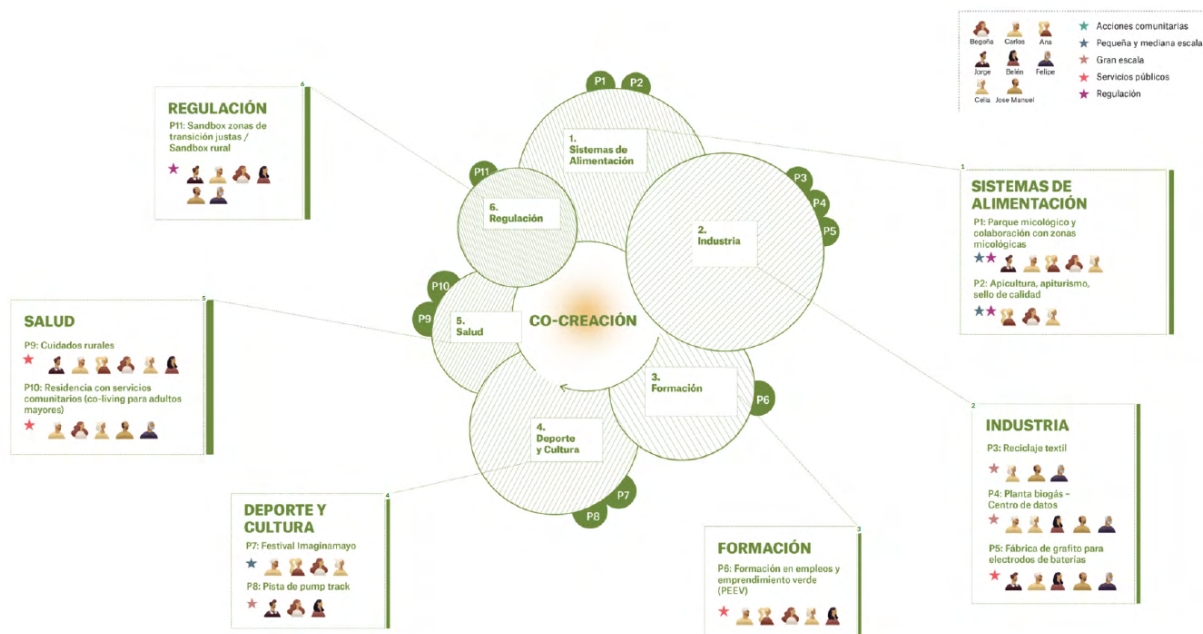 Begoña
Carlos
Ana
Jorge
Belén
Felipe
Celia
Jose Manuel
Acciones comunitarias
Pequeña y mediana escala
Gran escala
Servicios públicos
Regulación
6
REGULACIÓN
P11: Sandbox zonas de
transición justas /
Sandbox rural
P1
P2
1.
Sistemas de
Alimentación
P3
P4
P5
2.
Industria
P11
6.
Regulación
P10
P9
5.
Salud
CO-CREACIÓN
3.
Formación
P6
4.
Deporte
y Cultura
P7
P8
1
SISTEMAS DE
ALIMENTACIÓN
P1: Parque micológico y
colaboración con zonas
micológicas
P2: Apicultura, apiturismo,
sello de calidad
5
SALUD
P9: Cuidados rurales
P10: Residencia con servicios
comunitarios (co-living para adultos
mayores)
2
INDUSTRIA
P3: Reciclaje textil
P4: Planta biogás –
Centro de datos
P5: Fábrica de grafito para
electrodos de baterías
4
DEPORTE Y
CULTURA
P7: Festival Imaginamayo
P8: Pista de pump track
3
FORMACIÓN
P6: Formación en empleos y
emprendimiento verde
(PEEV)